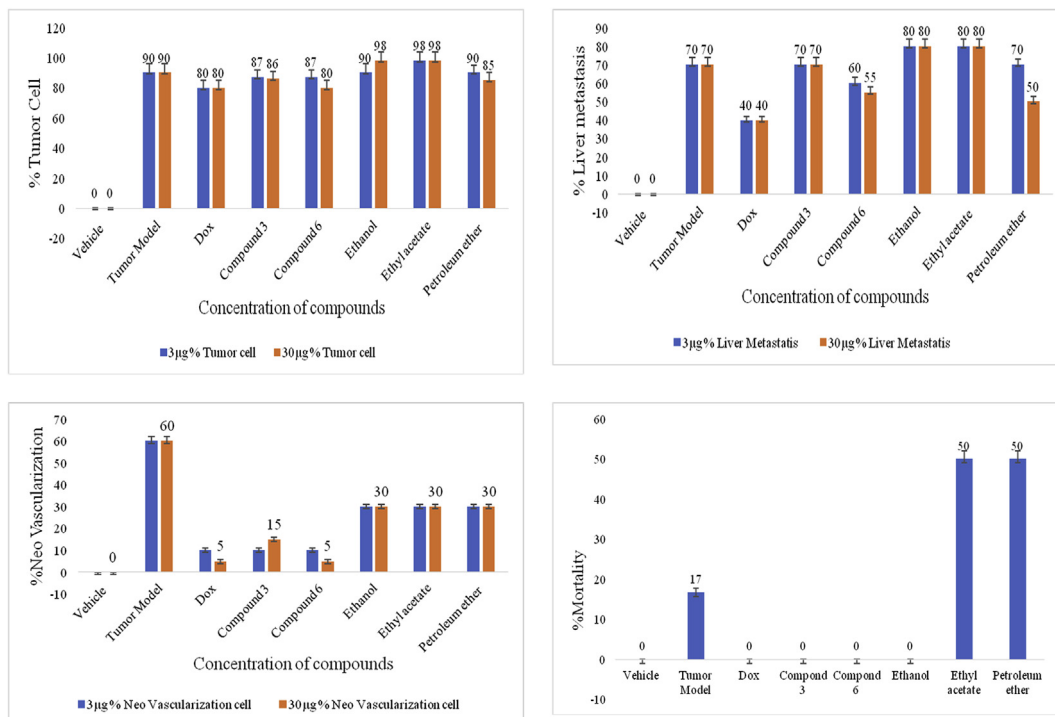 120
100
80
60
40
20
0
-20
% Tumor Cell
0 0
90 90
80 80
87 86
87 80
90 98
98 98
90 85
Vehicle
Tumor Model
Dox
Compound 3
Compound 6
Ethanol
Ethyl acetate
Petroleum ether
Concentration of compounds
3µg% Tumor cell 30µg% Tumor cell
90
80
70
60
50
40
30
20
10
0
-10
% Liver metastasis
0 0
70 70
40 40
70 70
60 55
80 80
80 80
70 50
Vehicle
Tumor Model
Dox
Compound 3
Compound 6
Ethanol
Ethyl acetate
Petroleum ether
Concentration of compounds
3µg% Liver Metastatis 30µg% Liver Metastatis
70
60
50
40
30
20
10
0
-10
%Neo Vascularization
0
60
5
15
5
30
30
30
Vehicle
Tumor Model
Dox
Compound 3
Compound 6
Ethanol
Ethyl acetate
Petroleum ether
Concentration of compounds
3µg% Neo Vascularization cell 30µg% Neo Vascularization cell
60
50
40
30
20
10
0
-10
%Mortality
0
17
0
0
0
0
50
50
Vehicle
Tumor
Model
Dox
Compond
3
Compond
6
Ethanol
Ethyl
acetate
Petroleum
ether